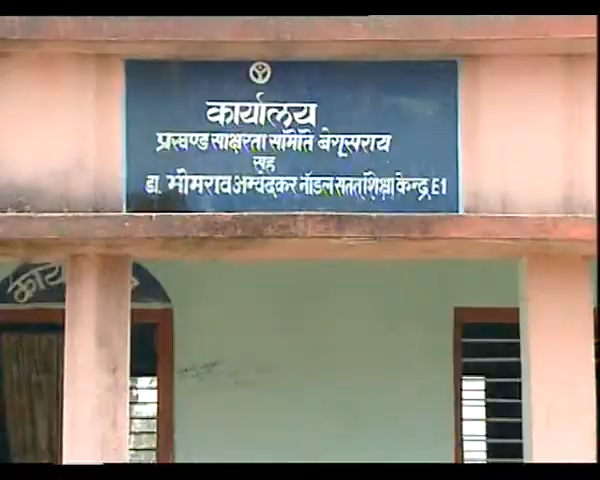 कार्यालय
प्रखण्ड साक्षरता समिति बेगूसराय
सह
डा. भीमराव अम्वेदकर नोडल सतत शिक्षा केन्द्र E1